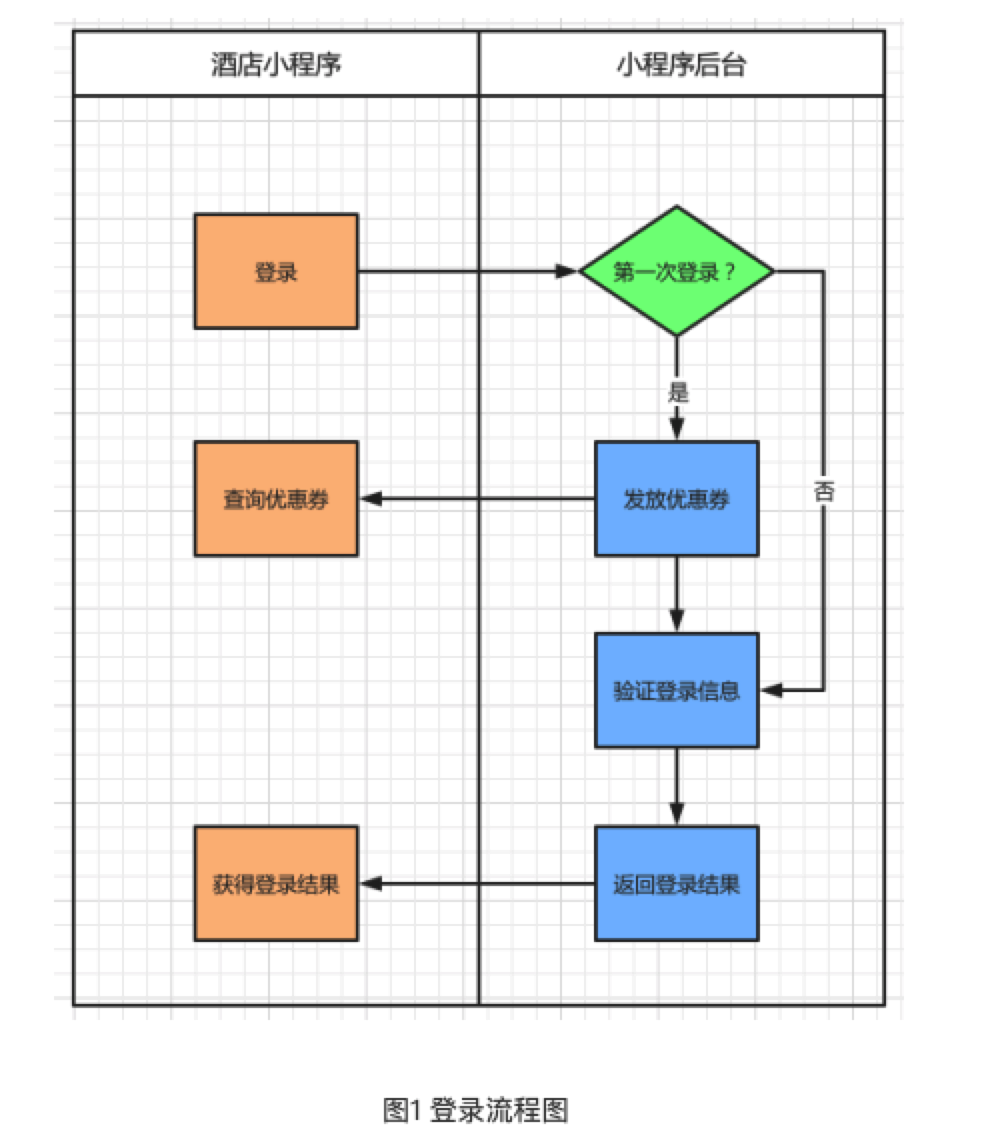 酒店小程序
小程序后台
登录
第一次登录？
是
查询优惠券
发放优惠券
否
验证登录信息
获得登录结果
返回登录结果
图1 登录流程图